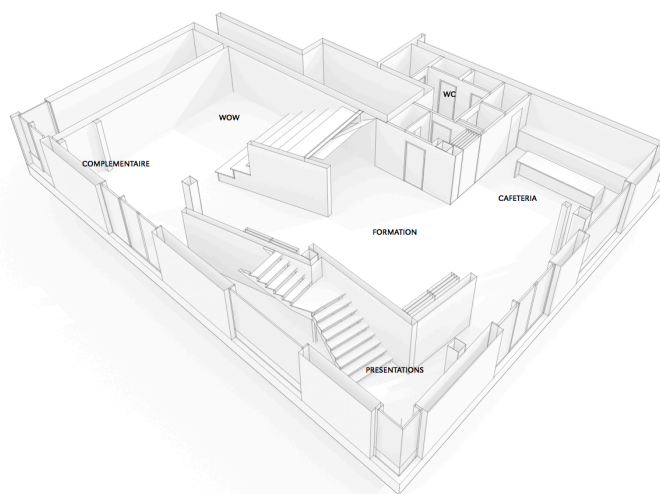 WC
WOW
COMPLEMENTAIRE
CAFETERIA
FORMATION
PRESENTATIONS